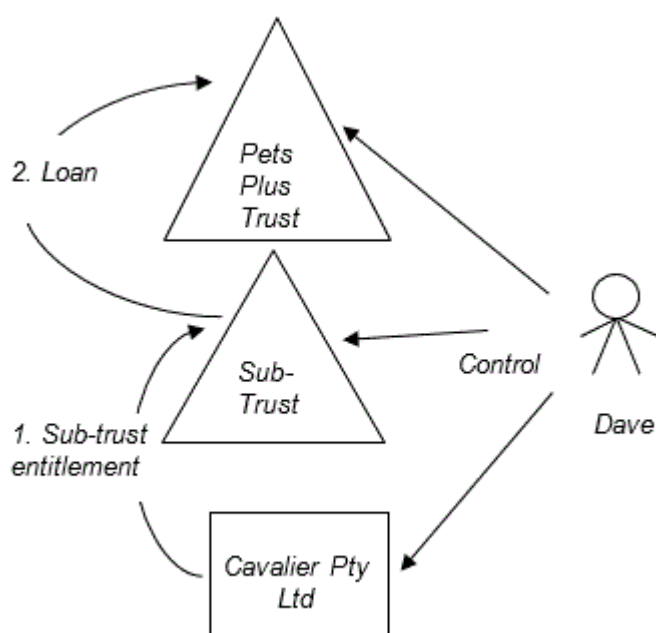 Pets
Plus
Trust
2. Loan
Sub-
Trust
Control
Dave
1. Sub-trust
entitlement
Cavalier Pty
Ltd